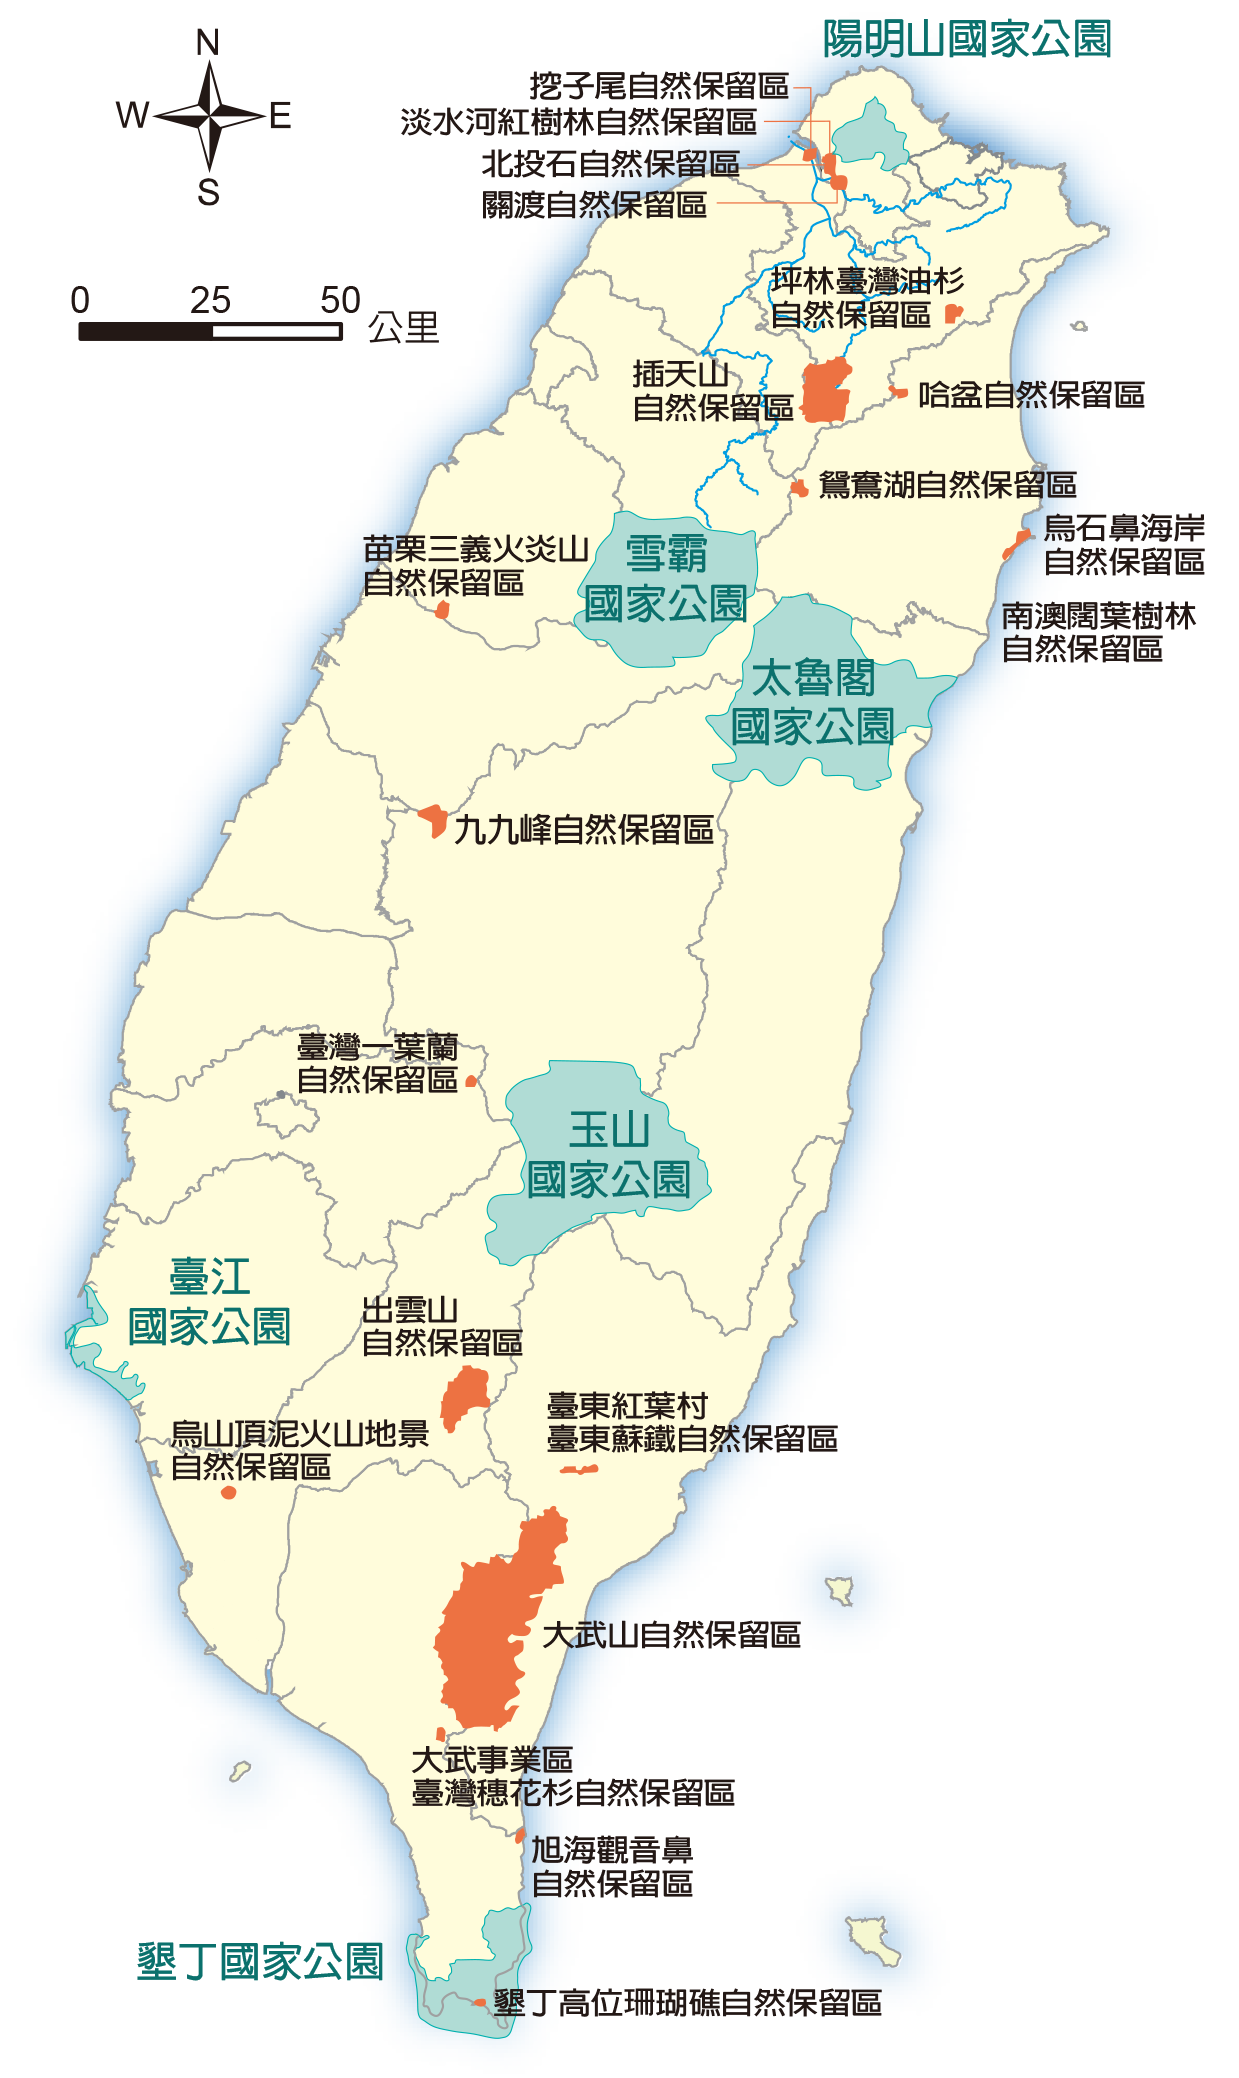 陽明山國家公園
N
W
E
S
挖子尾自然保留區
淡水河紅樹林自然保留區
北投石自然保留區
關渡自然保留區
坪林臺灣油杉
自然保留區
0
25
50
公里
插天山
自然保留區
哈盆自然保留區
鴛鴦湖自然保留區
烏石鼻海岸
自然保留區
苗栗三義火炎山
自然保留區
雪霸
國家公園
南澳闊葉樹林
自然保留區
太魯閣
國家公園
九九峰自然保留區
臺灣一葉蘭
自然保留區
玉山
國家公園
臺江
國家公園
出雲山
自然保留區
臺東紅葉村
臺東蘇鐵自然保留區
烏山頂泥火山地景
自然保留區
大武山自然保留區
大武事業區
臺灣穗花杉自然保留區
旭海觀音鼻
自然保留區
墾丁國家公園
墾丁高位珊瑚礁自然保留區